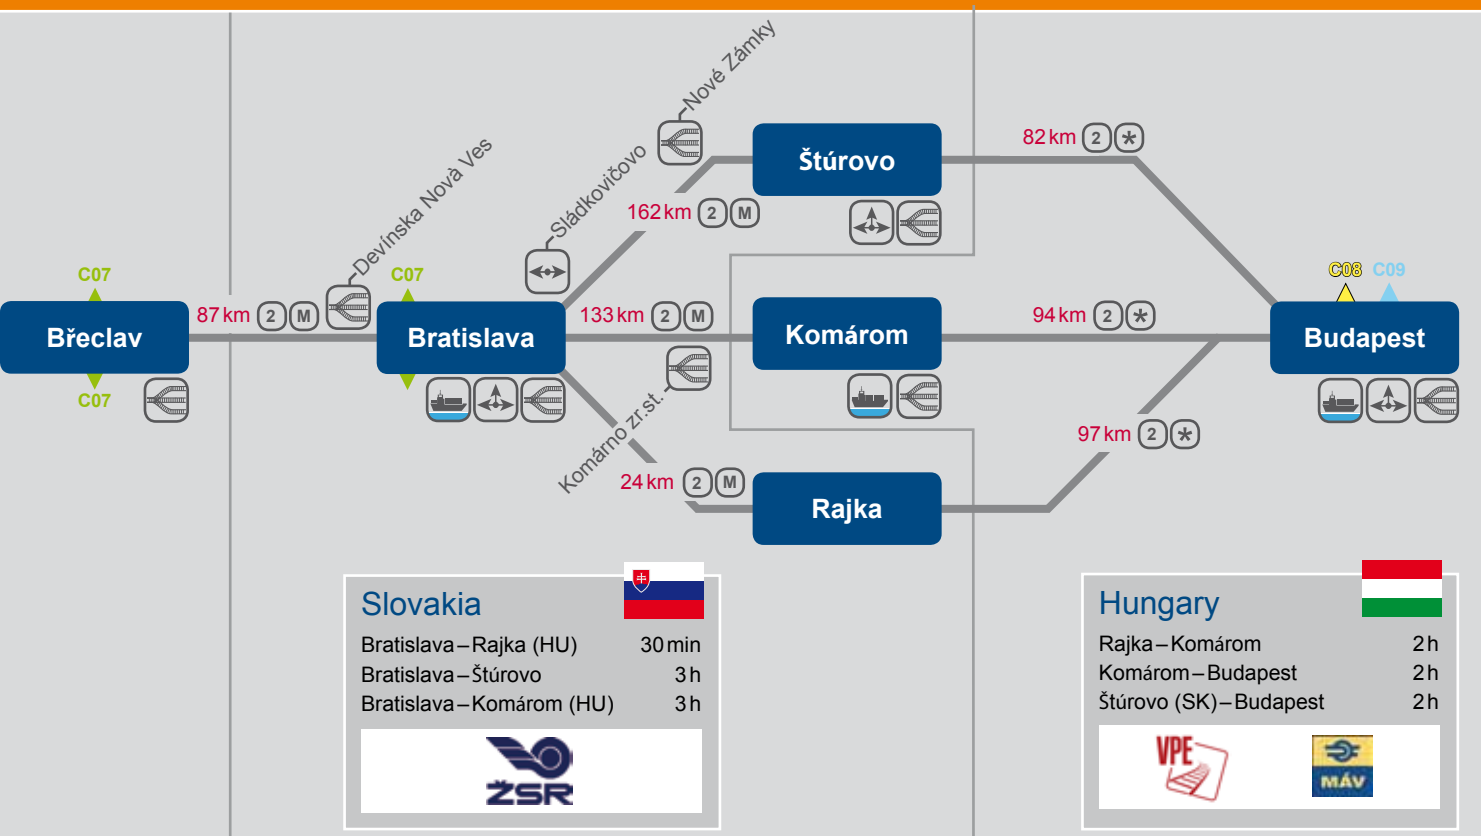 Nové Zámky
Sládkovičovo
Devínska Novà Ves
Štúrovo
82 km 2 *
162 km 2 M
C07
C07
C08 C09
87 km 2 M
133 km 2 M
94 km 2 *
Břeclav
Bratislava
Komárom
Budapest
C07
Komárno zr.st.
97 km 2 *
24 km 2 M
Rajka
Slovakia
Bratislava – Rajka (HU) 30 min
Bratislava – Štúrovo 3 h
Bratislava – Komárom (HU) 3 h
ŽSR
Hungary
Rajka – Komárom 2 h
Komárom – Budapest 2 h
Štúrovo (SK) – Budapest 2 h
VPE
MÁV